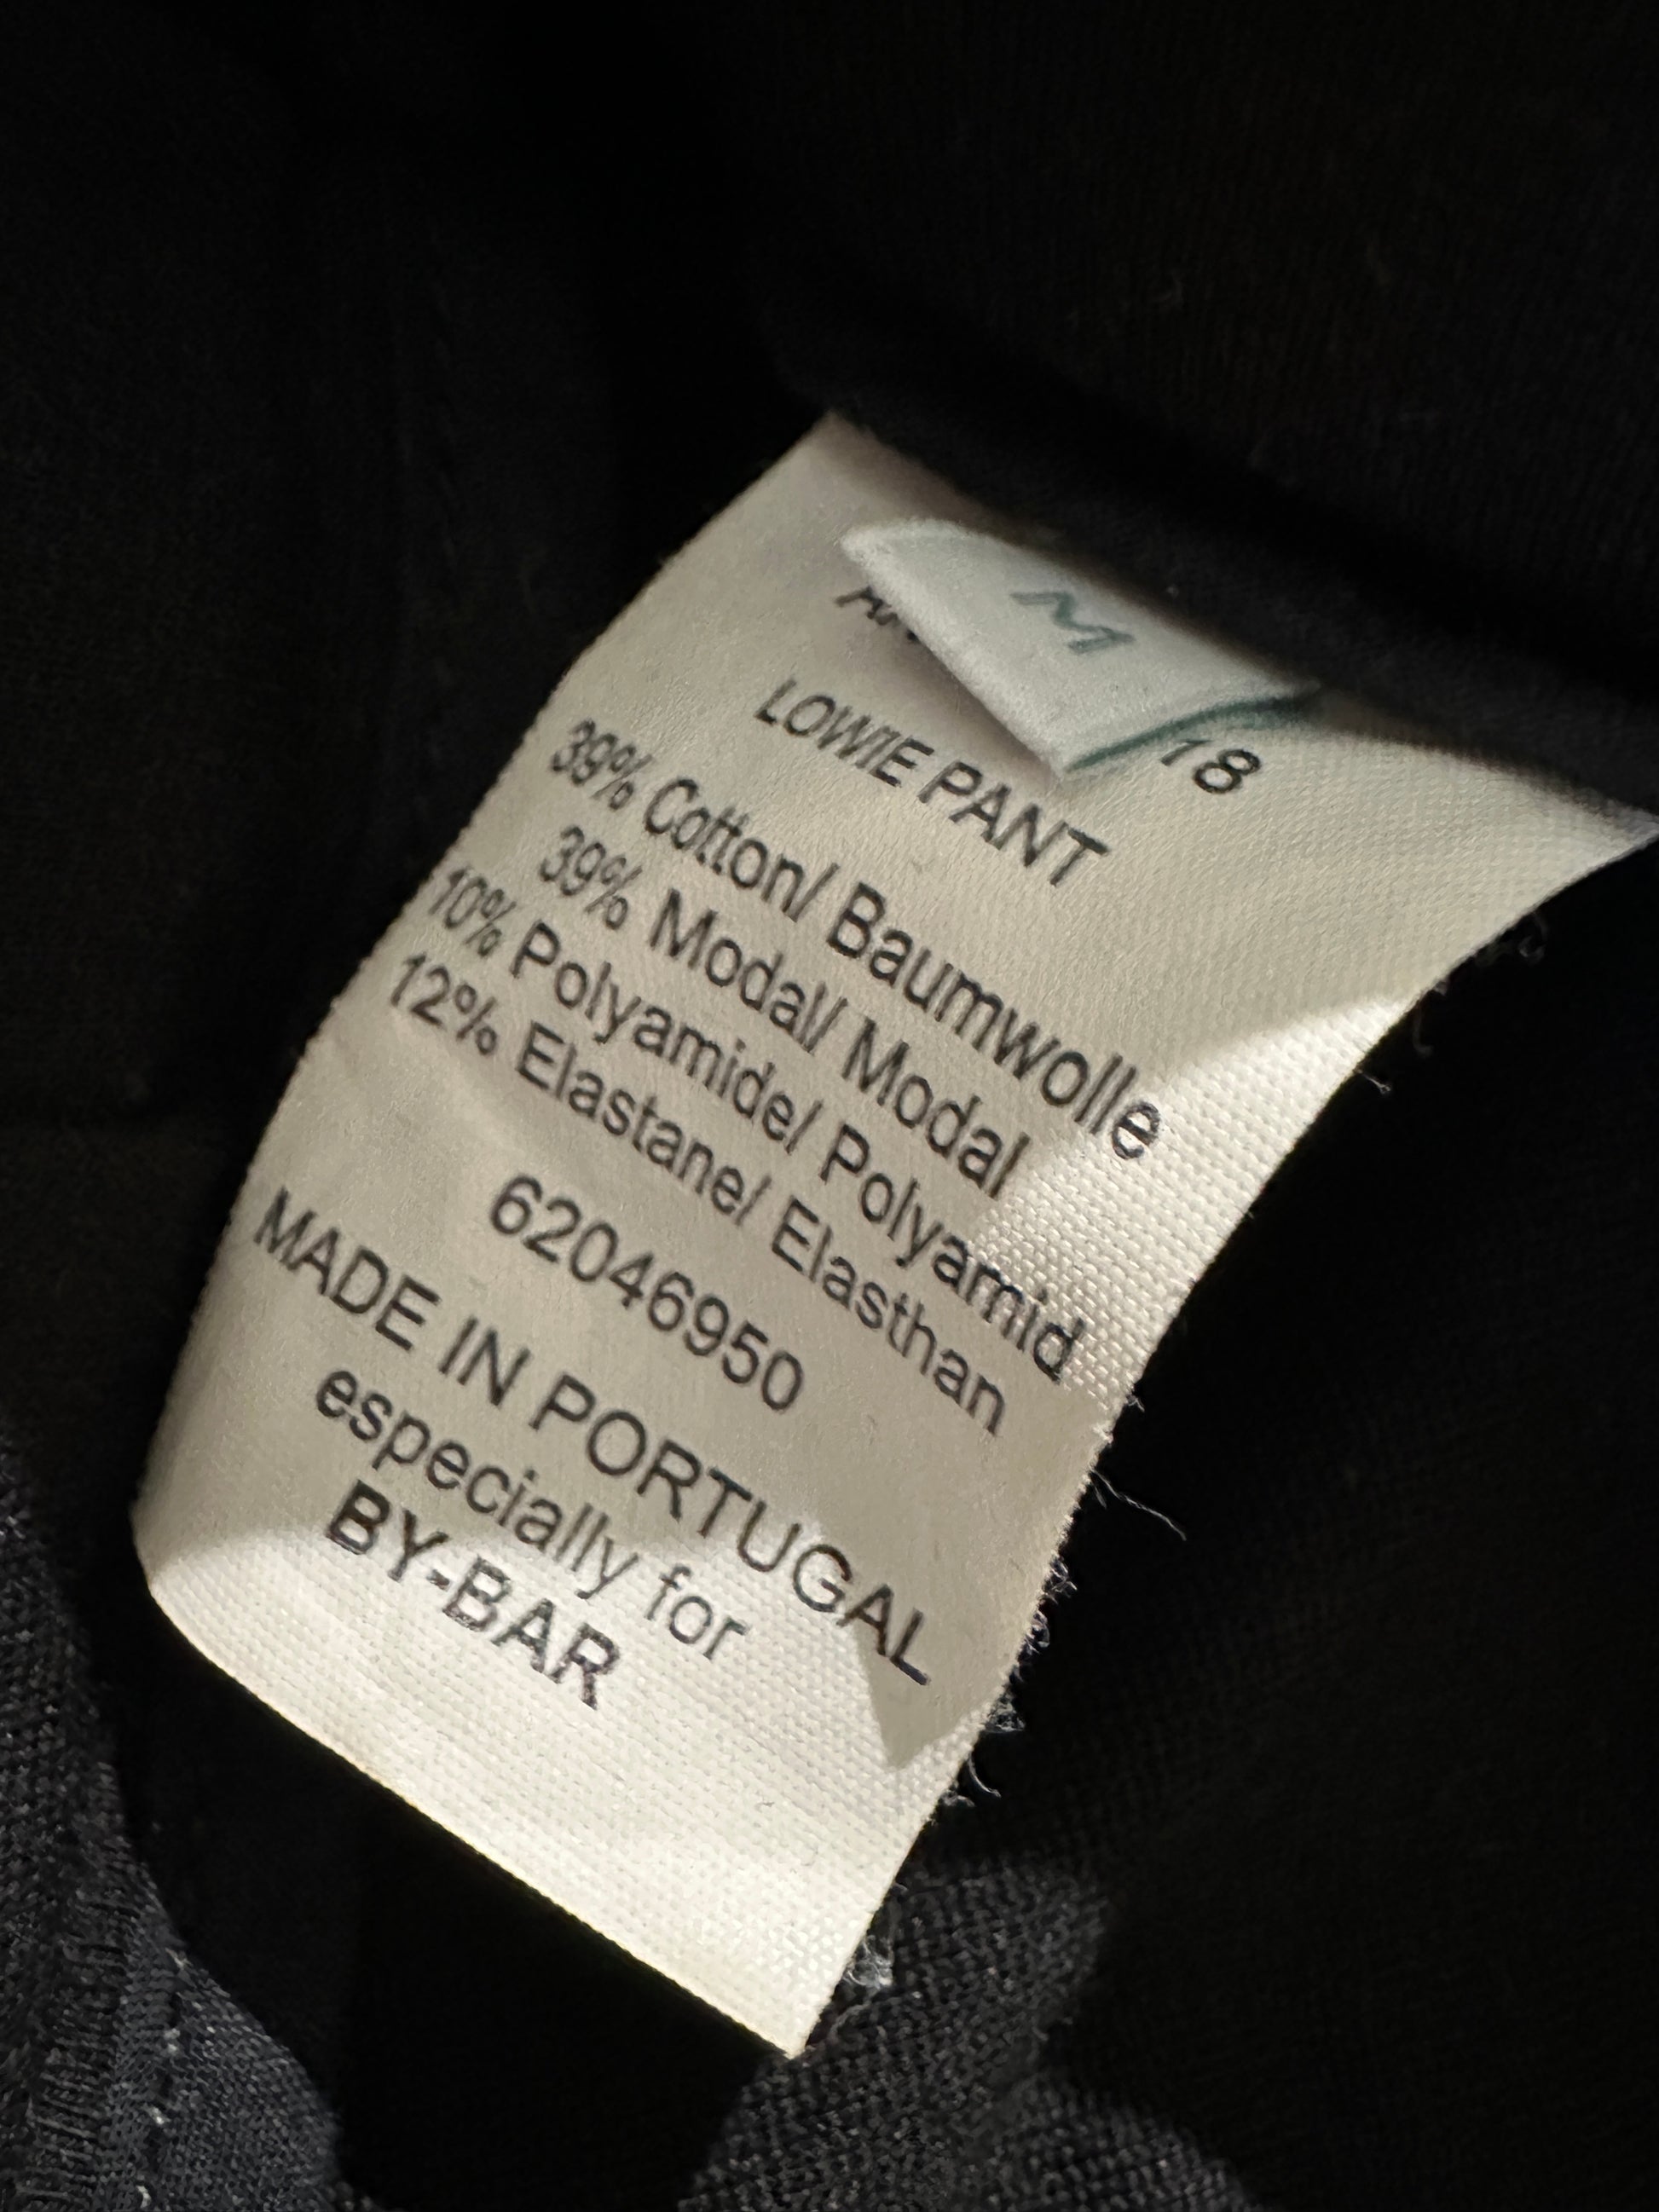 M
18
LOWIE PANT
39% Cotton/ Baumwolle
39% Modal/ Modal
10% Polyamide/ Polyamid
12% Elastane/ Elasthan
62046950
MADE IN PORTUGAL
especially for
BY-BAR